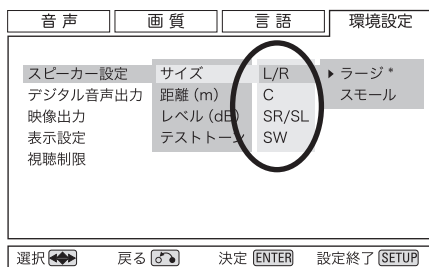 音声 画質 言語 環境設定
スピーカー設定 サイズ L/R ▶ ラージ *
デジタル音声出力 距離 (m) C スモール
映像出力 レベル (dB) SR/SL
表示設定 テストトーン SW
視聴制限
選択 戻る 決定 ENTER 設定終了 SETUP